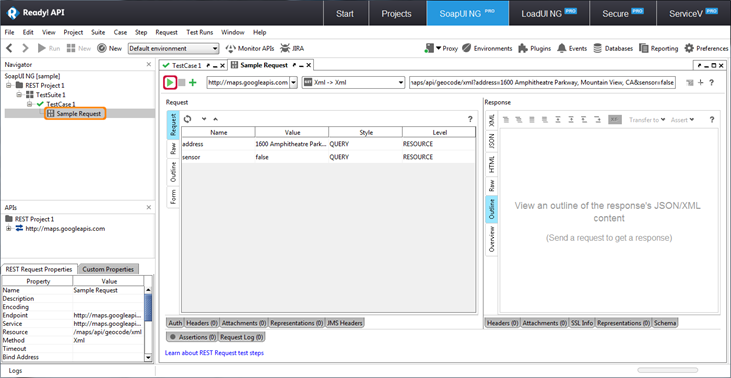 Ready! API
Start
Projects
SoapUI NG PRO
LoadUI NG PRO
Secure PRO
ServiceV PRO
File Edit View Project Suite Case Step Request Test Runs Window Help
Run
New
Default environment
Monitor APIs
JIRA
Proxy
Environments
Plugins
Events
Databases
Reporting
Preferences
Navigator
SoapUI NG [sample]
REST Project 1
TestSuite 1
TestCase 1
Sample Request
APIs
REST Project 1
http://maps.googleapis.com
REST Request Properties Custom Properties
Property Value
Name Sample Request
Description
Encoding
Endpoint http://maps.googleapi...
Service http://maps.googleapi...
Resource /maps/api/geocode/xml
Method Xml
Timeout
Bind Address
Logs
TestCase 1
Sample Request
http://maps.googleapis.com
Xml -> Xml
naps/api/geocode/xml?address=1600 Amphitheatre Parkway, Mountain View, CA&sensor=false
Request
Request
Raw
Outline
Form
Name Value Style Level
address 1600 Amphitheatre Park... QUERY RESOURCE
sensor false QUERY RESOURCE
Auth Headers (0) Attachments (0) Representations (0) JMS Headers
Assertions (0) Request Log (0)
Learn about REST Request test steps
Response
XML
JSON
HTML
Raw
Outline
Overview
Transfer to
Assert
View an outline of the response's JSON/XML
content
(Send a request to get a response)
Headers (0) Attachments (0) SSL Info Representations (0) Schema